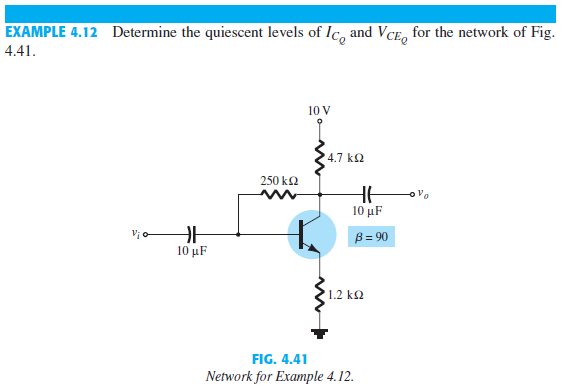 EXAMPLE 4.12 Determine the quiescent levels of I_CQ and V_CEQ for the network of Fig.
4.41.
10 V
4.7 kΩ
250 kΩ
vo
10 μF
vi
β = 90
10 μF
1.2 kΩ
FIG. 4.41
Network for Example 4.12.